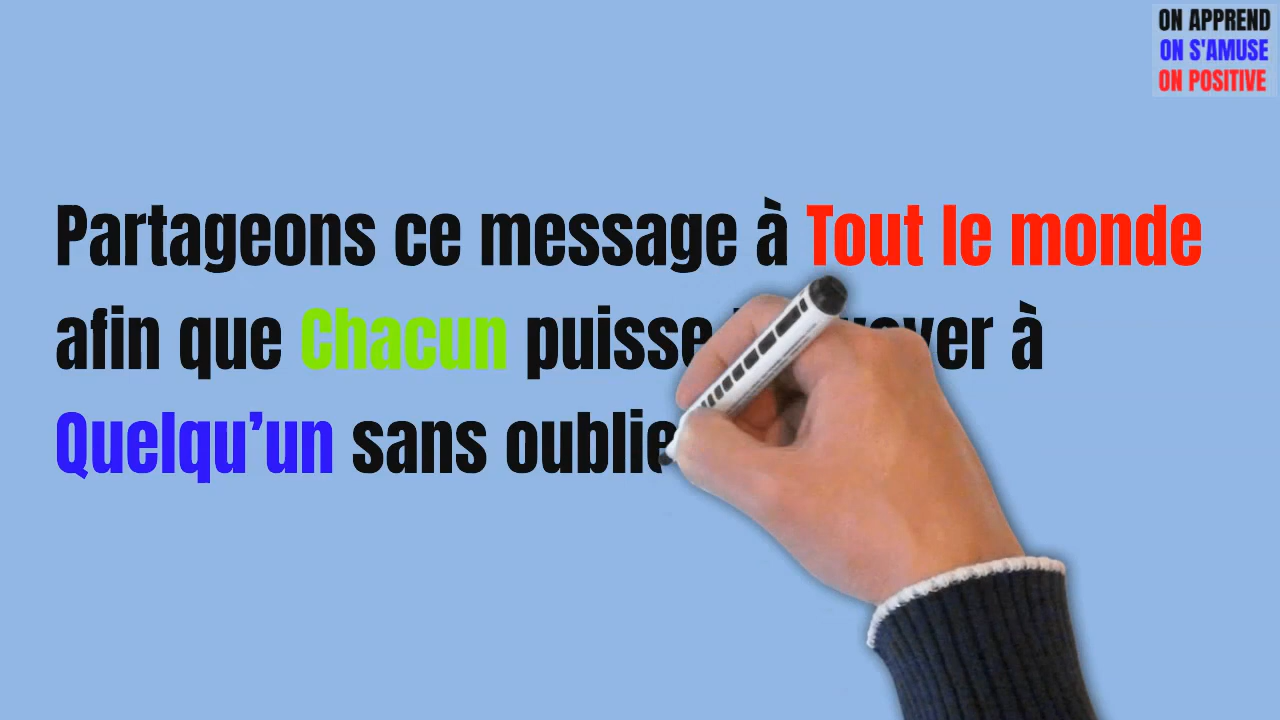 ON APPREND
ON S'AMUSE
ON POSITIVE
Partageons ce message à Tout le monde
afin que Chacun puisse à
Quelqu’un sans